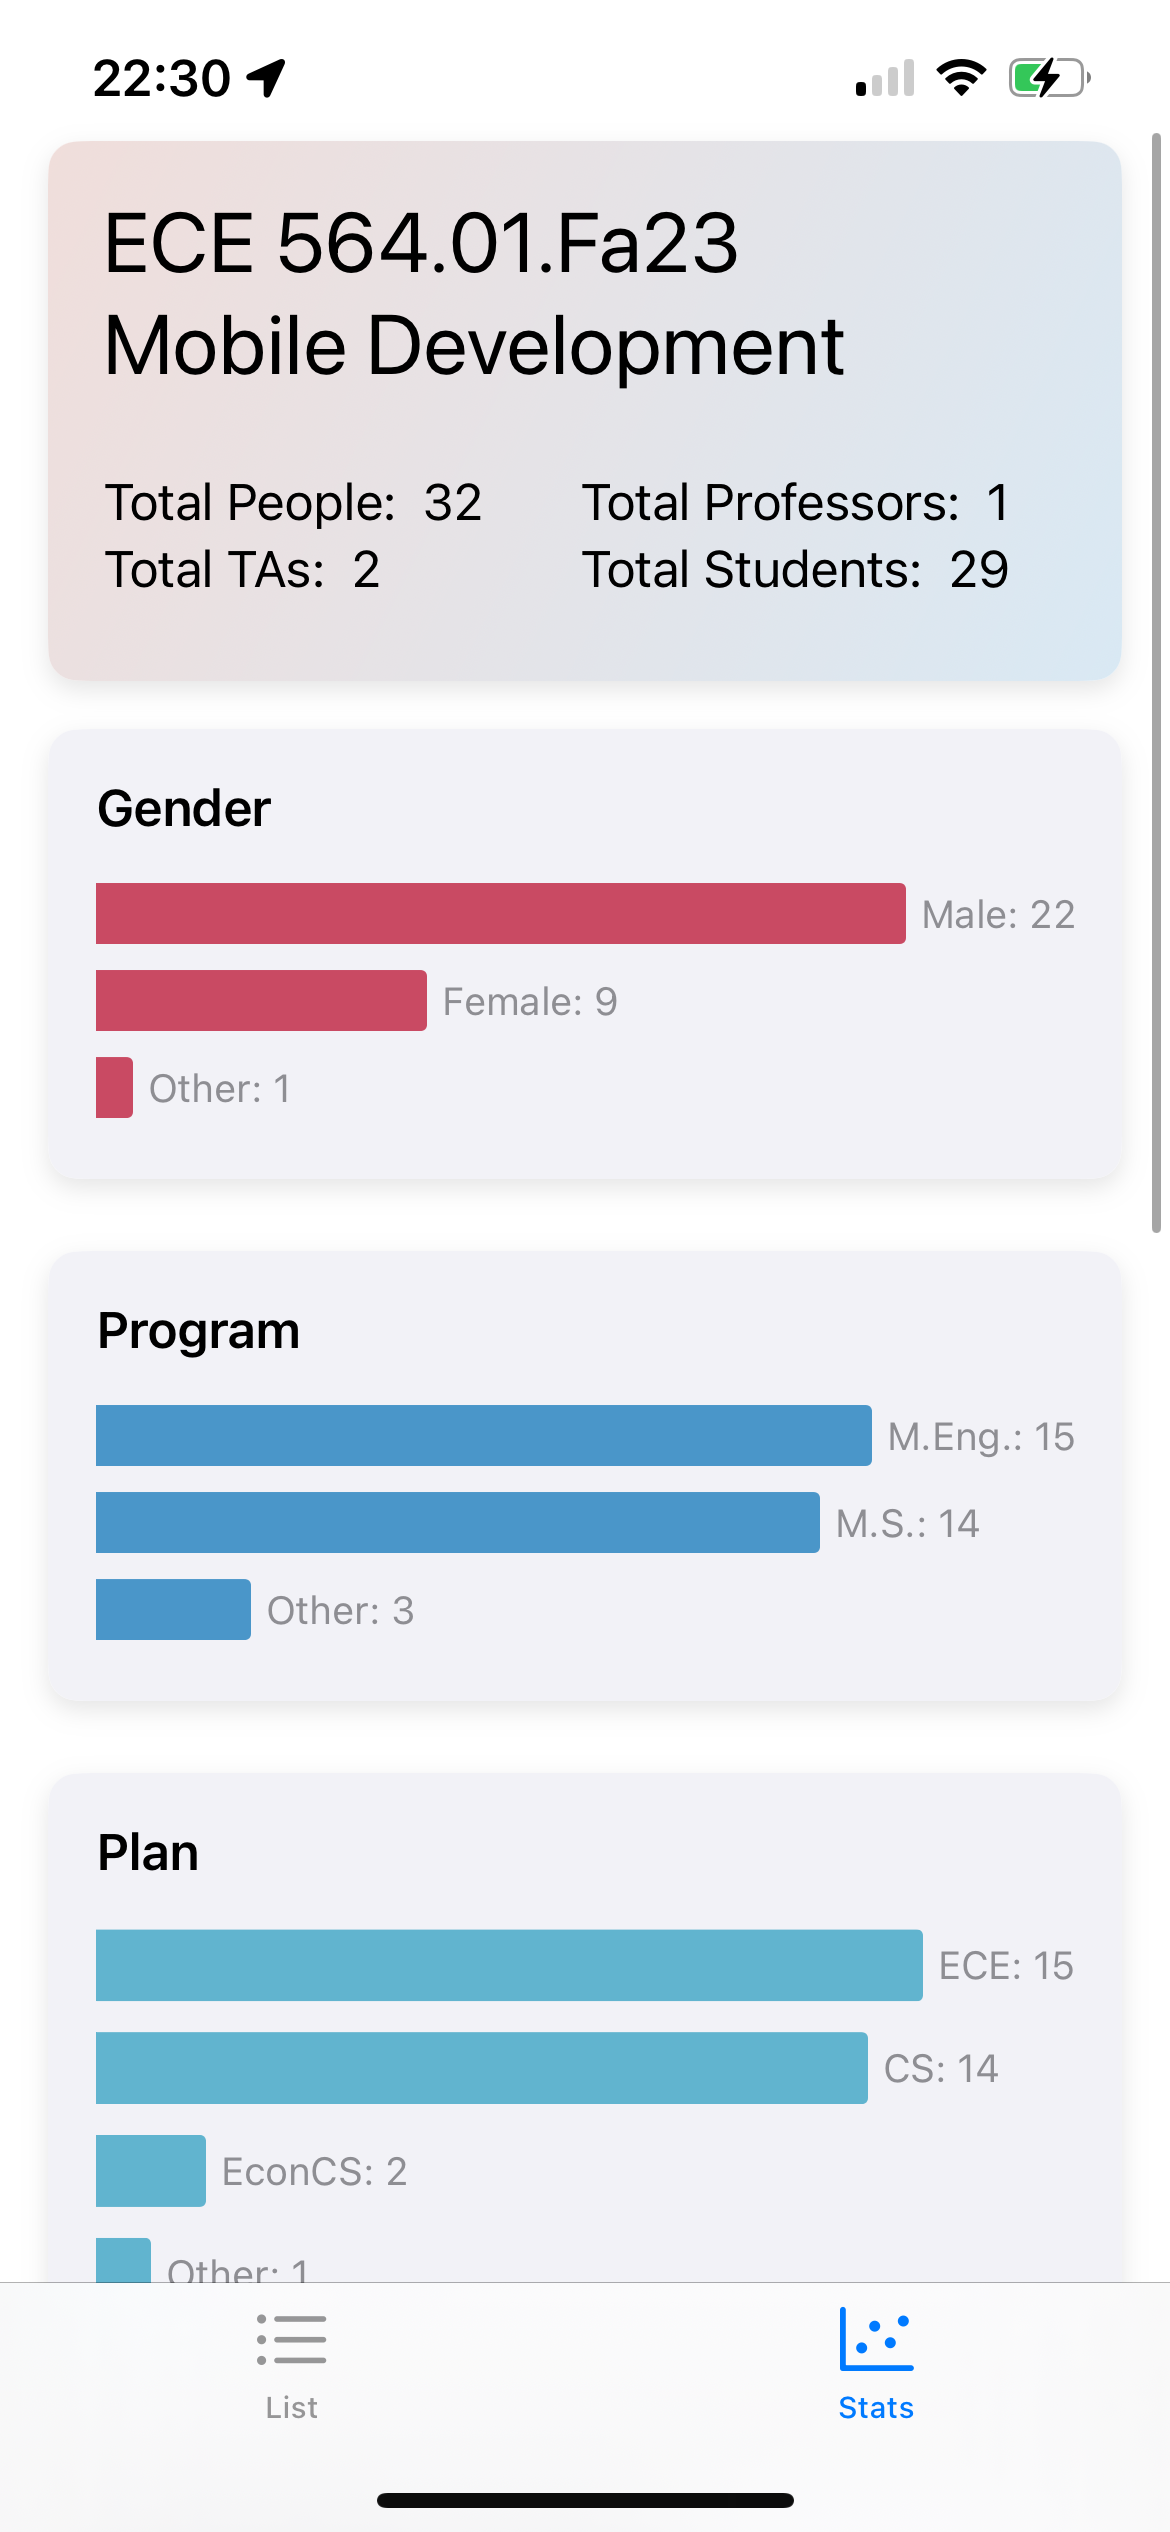 22:30
ECE 564.01.Fa23
Mobile Development
Total People: 32 Total Professors: 1
Total TAs: 2 Total Students: 29
Gender
Male: 22
Female: 9
Other: 1
Program
M.Eng.: 15
M.S.: 14
Other: 3
Plan
ECE: 15
CS: 14
EconCS: 2
Other: 1
List Stats